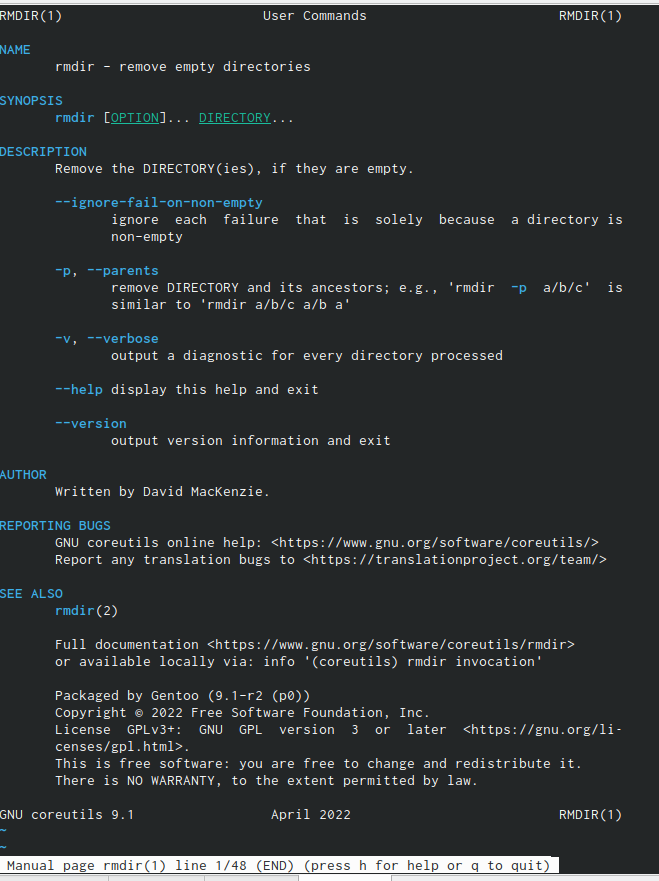 RMDIR(1) User Commands RMDIR(1)
NAME
rmdir - remove empty directories
SYNOPSIS
rmdir [OPTION]... DIRECTORY...
DESCRIPTION
Remove the DIRECTORY(ies), if they are empty.
--ignore-fail-on-non-empty
ignore each failure that is solely because a directory is
non-empty
-p, --parents
remove DIRECTORY and its ancestors; e.g., 'rmdir -p a/b/c' is
similar to 'rmdir a/b/c a/b a'
-v, --verbose
output a diagnostic for every directory processed
--help display this help and exit
--version
output version information and exit
AUTHOR
Written by David MacKenzie.
REPORTING BUGS
GNU coreutils online help: <https://www.gnu.org/software/coreutils/>
Report any translation bugs to <https://translationproject.org/team/>
SEE ALSO
rmdir(2)
Full documentation <https://www.gnu.org/software/coreutils/rmdir>
or available locally via: info '(coreutils) rmdir invocation'
Packaged by Gentoo (9.1-r2 (p0))
Copyright © 2022 Free Software Foundation, Inc.
License GPLv3+: GNU GPL version 3 or later <https://gnu.org/li-
censes/gpl.html>.
This is free software: you are free to change and redistribute it.
There is NO WARRANTY, to the extent permitted by law.
GNU coreutils 9.1 April 2022 RMDIR(1)
~
~
Manual page rmdir(1) line 1/48 (END) (press h for help or q to quit)